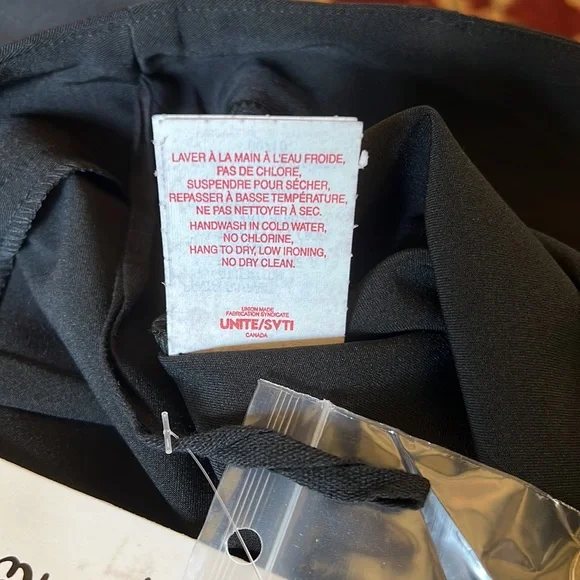 LAVER À LA MAIN À L'EAU FROIDE,
PAS DE CHLORE,
SUSPENDRE POUR SÉCHER,
REPASSER À BASSE TEMPÉRATURE,
NE PAS NETTOYER À SEC.
HANDWASH IN COLD WATER,
NO CHLORINE,
HANG TO DRY, LOW IRONING,
NO DRY CLEAN.
UNION MADE
FABRICATION SYNDICATE
UNITE/SVTI
CANADA